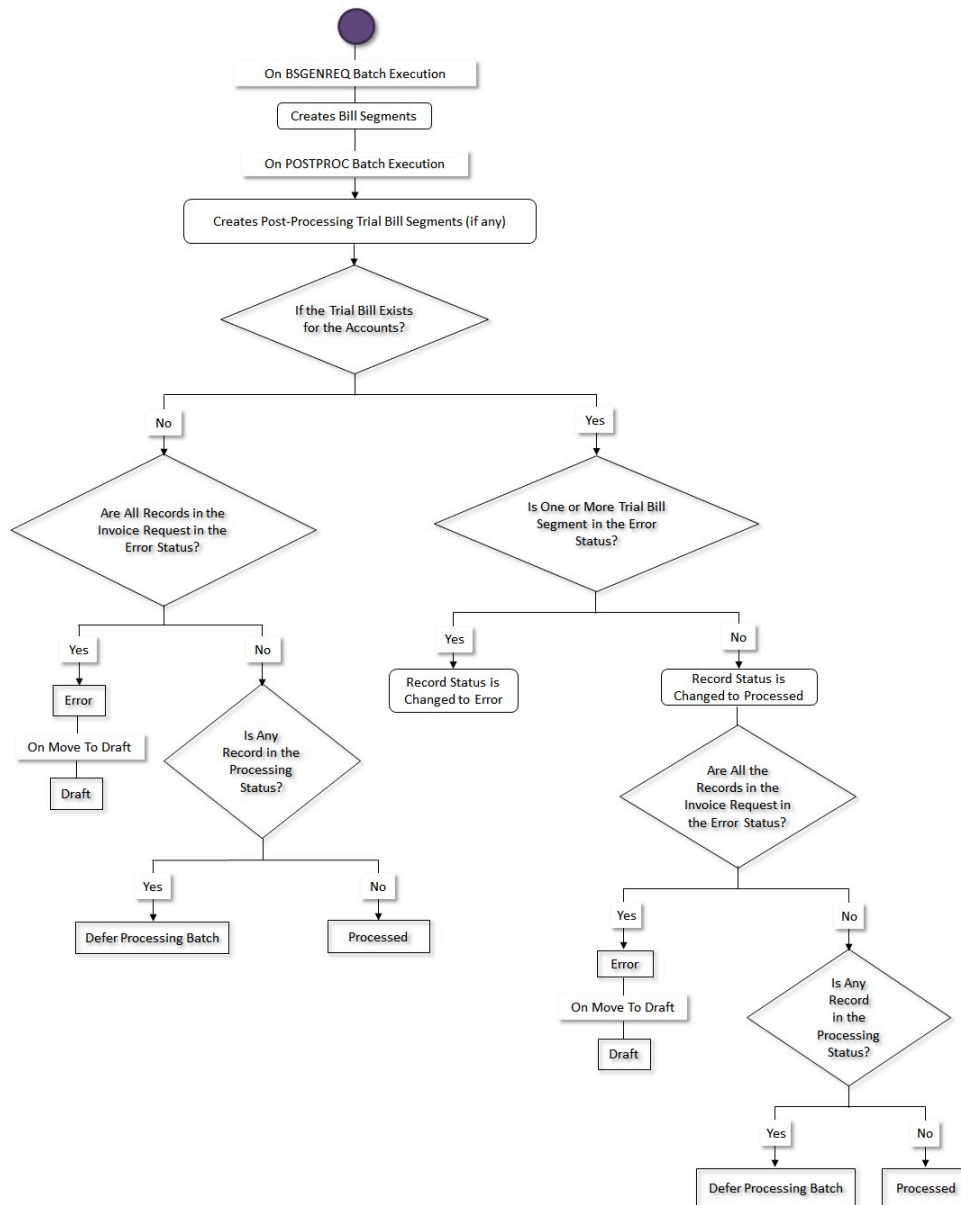 On BSGENREQ Batch Execution
Creates Bill Segments
On POSTPROC Batch Execution
Creates Post-Processing Trial Bill Segments (if any)
If the Trial Bill Exists
for the Accounts?
No
Yes
Are All Records in the
Invoice Request in the
Error Status?
Is One or More Trial Bill
Segment in the Error
Status?
Yes
No
Yes
No
Error
On Move To Draft
Draft
Is Any
Record in the
Processing
Status?
Record Status is
Changed to Error
Record Status is
Changed to Processed
Are All the
Records in the
Invoice Request in
the Error Status?
Yes
No
Defer Processing Batch
Processed
Yes
No
Error
On Move To Draft
Draft
Is Any
Record
in the
Processing
Status?
Yes
No
Defer Processing Batch
Processed